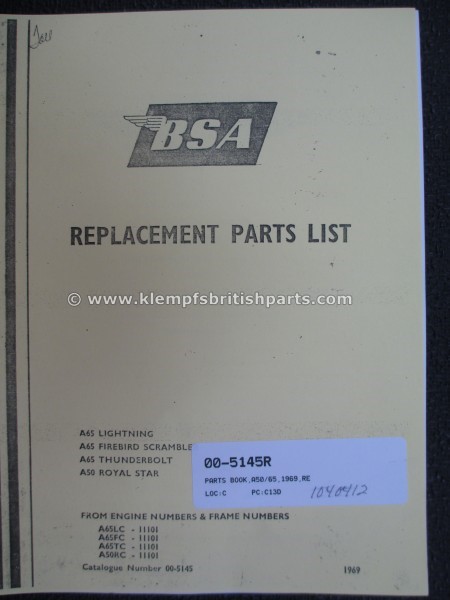 BSA
REPLACEMENT PARTS LIST
© www.klempfsbritishparts.com
A65 LIGHTNING
A65 FIREBIRD SCRAMBLE
A65 THUNDERBOLT
A50 ROYAL STAR
00-5145R
PARTS BOOK,A50/65,1969,RE
LOC:C PC:C13D
1040412
FROM ENGINE NUMBERS & FRAME NUMBERS
A65LC - 11101
A65FC - 11101
A65TC - 11101
A50RC - 11101
Catalogue Number 00-5145 1969